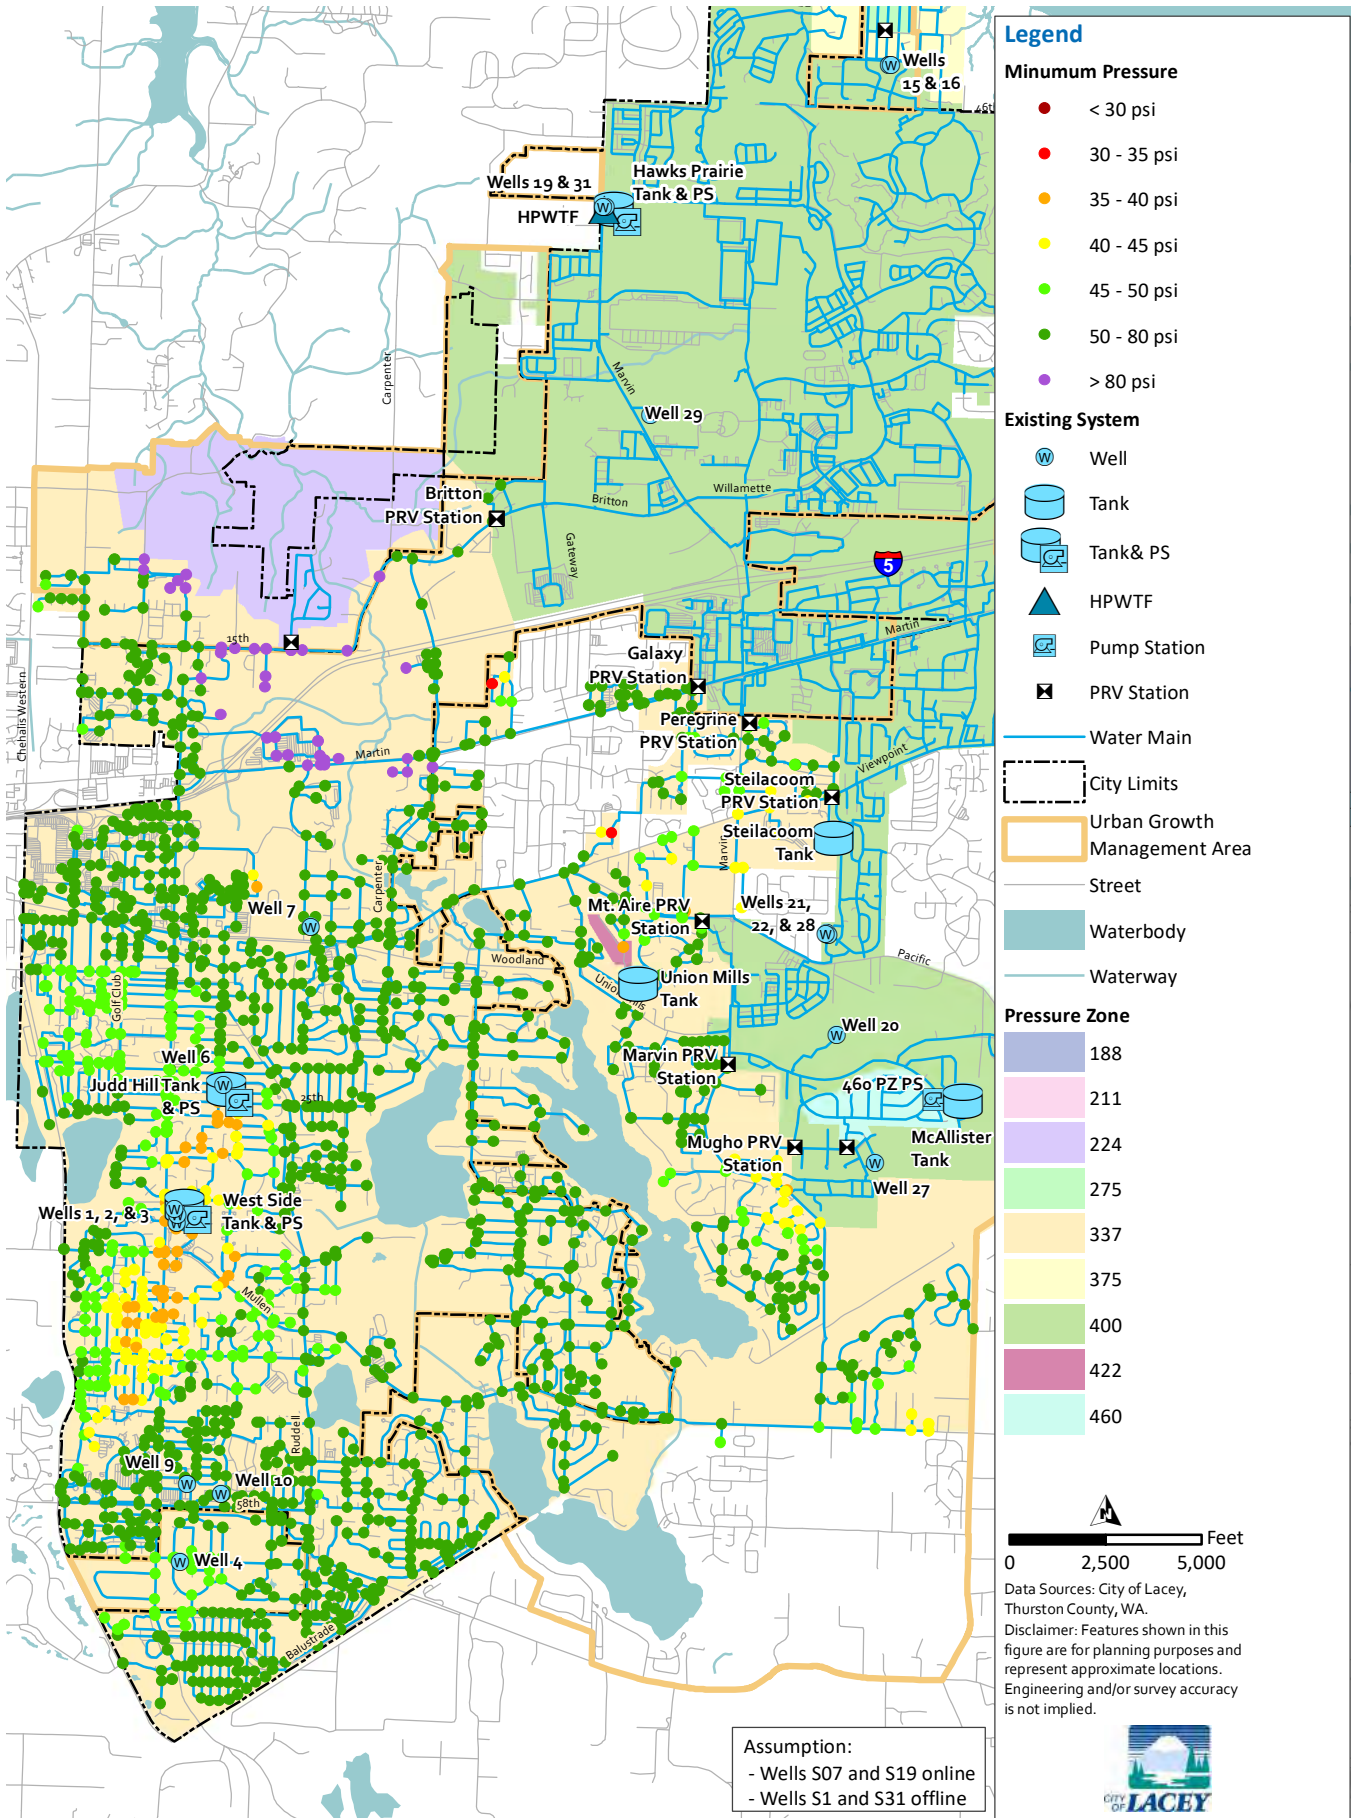 Wells
15 & 16
46th
Wells 19 & 31
Hawks Prairie
Tank & PS
HPWTF
Carpenter
Marvin
Well 29
Willamette
Britton
Britton
PRV Station
Gateway
5
15th
Chehalis Western
Martin
Galaxy
PRV Station
Peregrine
PRV Station
Viewpoint
Martin
Steilacoom
PRV Station
Steilacoom
Tank
Marvin
Carpenter
Well 7
Mt. Aire PRV
Station
Wells 21,
22, & 28
Pacific
Woodland
Union Mills
Union Mills
Tank
Golf Club
Well 20
Well 6
Judd Hill Tank
& PS
25th
Marvin PRV
Station
460 PZ PS
McAllister
Tank
Mugho PRV
Station
Well 27
Wells 1, 2, & 3
West Side
Tank & PS
Mullen
Ruddell
Well 9
Well 10
58th
Well 4
Balustrade
Assumption:
- Wells S07 and S19 online
- Wells S1 and S31 offline
Legend
Minumum Pressure
< 30 psi
30 - 35 psi
35 - 40 psi
40 - 45 psi
45 - 50 psi
50 - 80 psi
> 80 psi
Existing System
W Well
Tank
Tank& PS
HPWTF
Pump Station
PRV Station
Water Main
City Limits
Urban Growth
Management Area
Street
Waterbody
Waterway
Pressure Zone
188
211
224
275
337
375
400
422
460
N
Feet
0 2,500 5,000
Data Sources: City of Lacey,
Thurston County, WA.
Disclaimer: Features shown in this
figure are for planning purposes and
represent approximate locations.
Engineering and/or survey accuracy
is not implied.
CITY OF LACEY